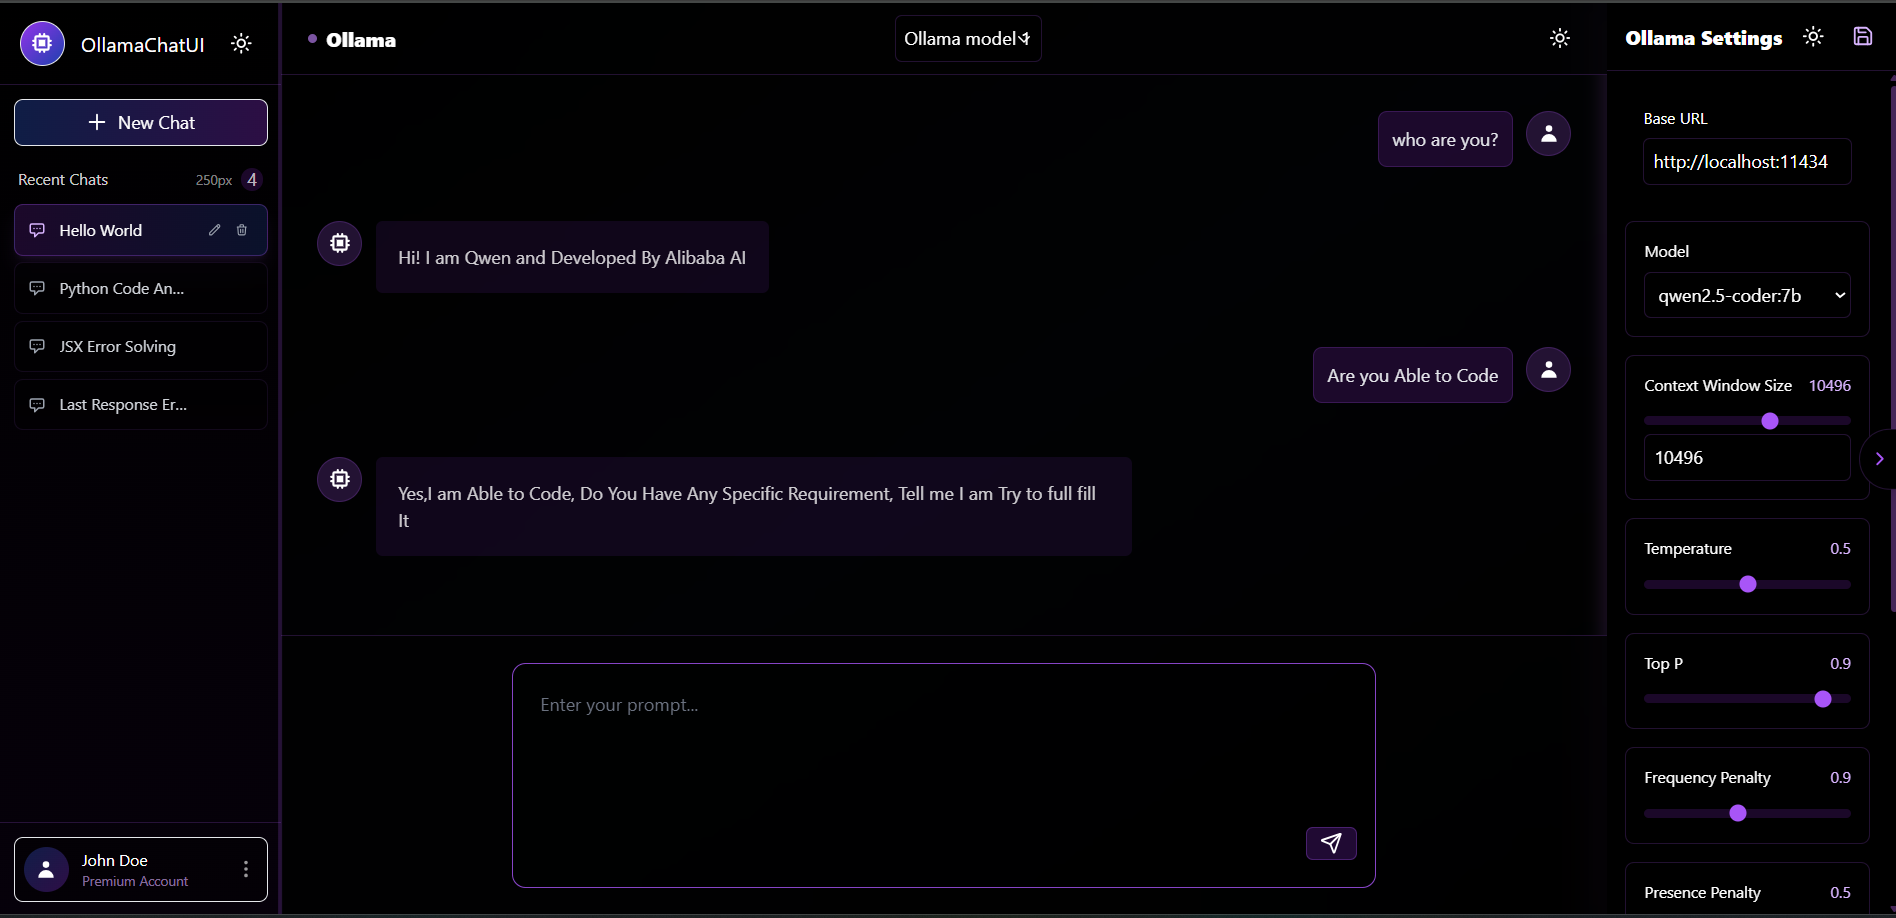 OllamaChatUI
New Chat
Recent Chats 250px 4
Hello World
Python Code An...
JSX Error Solving
Last Response Er...
John Doe
Premium Account
Ollama
Ollama model 1
who are you?
Hi! I am Qwen and Developed By Alibaba AI
Are you Able to Code
Yes,I am Able to Code, Do You Have Any Specific Requirement, Tell me I am Try to full fill
It
Enter your prompt...
Ollama Settings
Base URL
http://localhost:11434
Model
qwen2.5-coder:7b
Context Window Size 10496
10496
Temperature 0.5
Top P 0.9
Frequency Penalty 0.9
Presence Penalty 0.5